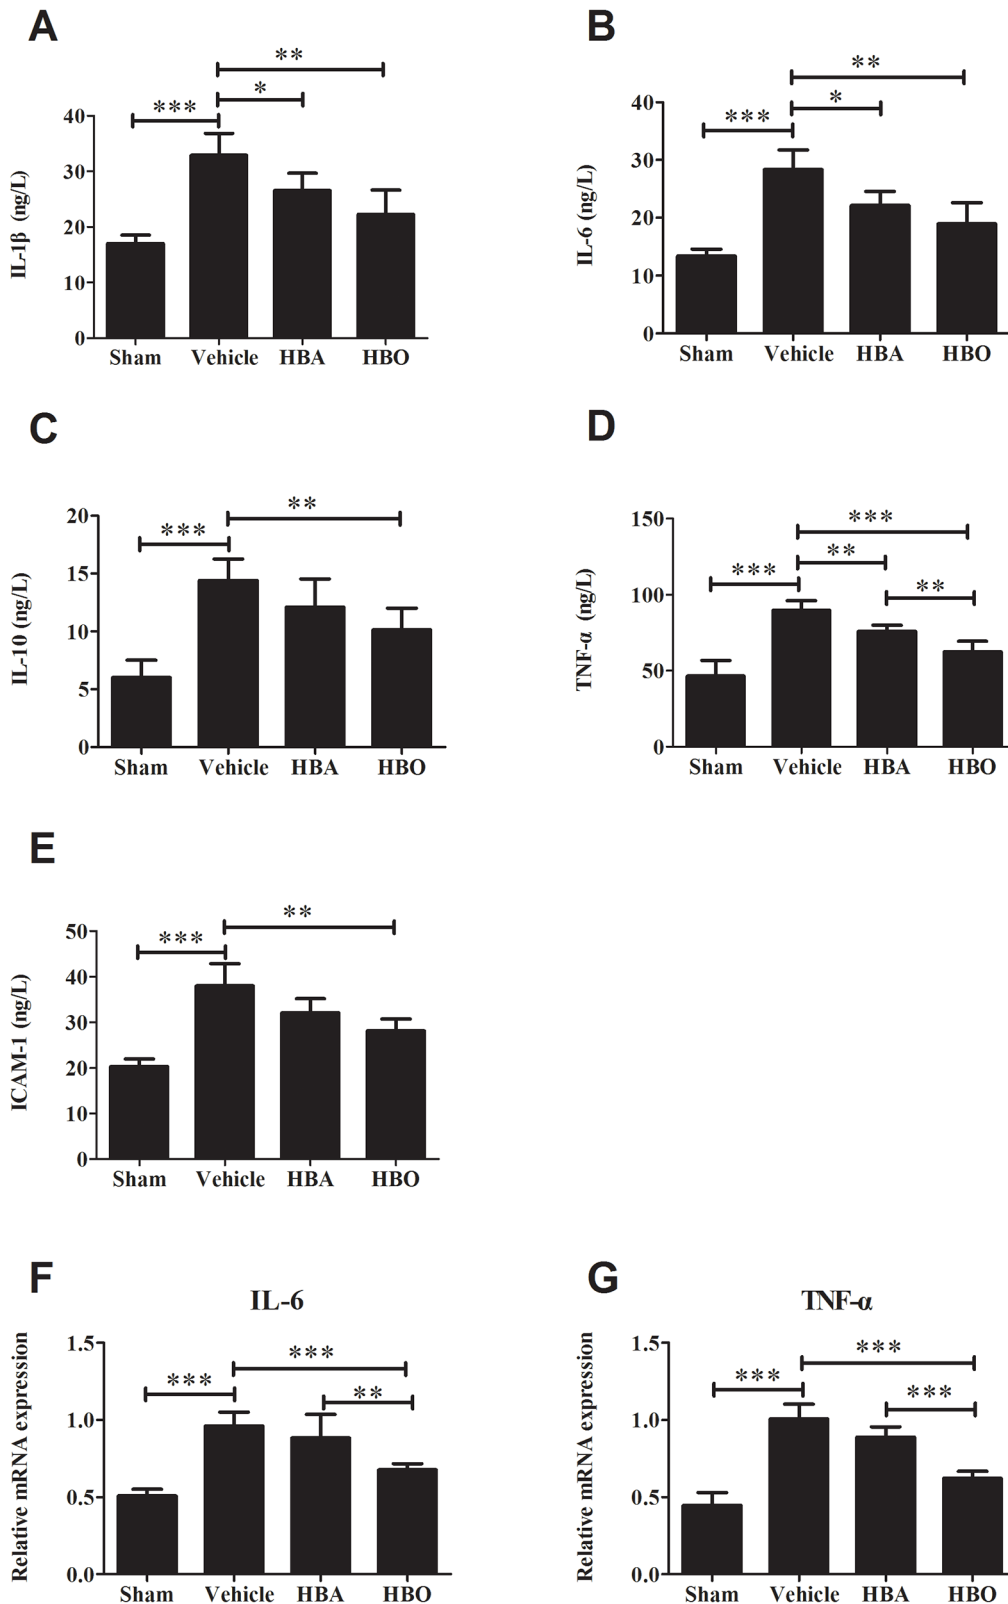 A
** 
*
***
IL-1β (ng/L)
40
30
20
10
0
Sham Vehicle HBA HBO
B
**
*
***
IL-6 (ng/L)
40
30
20
10
0
Sham Vehicle HBA HBO
C
**
***
IL-10 (ng/L)
20
15
10
5
0
Sham Vehicle HBA HBO
D
***
**
***
**
TNF-α (ng/L)
150
100
50
0
Sham Vehicle HBA HBO
E
**
***
ICAM-1 (ng/L)
50
40
30
20
10
0
Sham Vehicle HBA HBO
F
IL-6
***
***
**
Relative mRNA expression
1.5
1.0
0.5
0.0
Sham Vehicle HBA HBO
G
TNF-α
***
***
***
Relative mRNA expression
1.5
1.0
0.5
0.0
Sham Vehicle HBA HBO